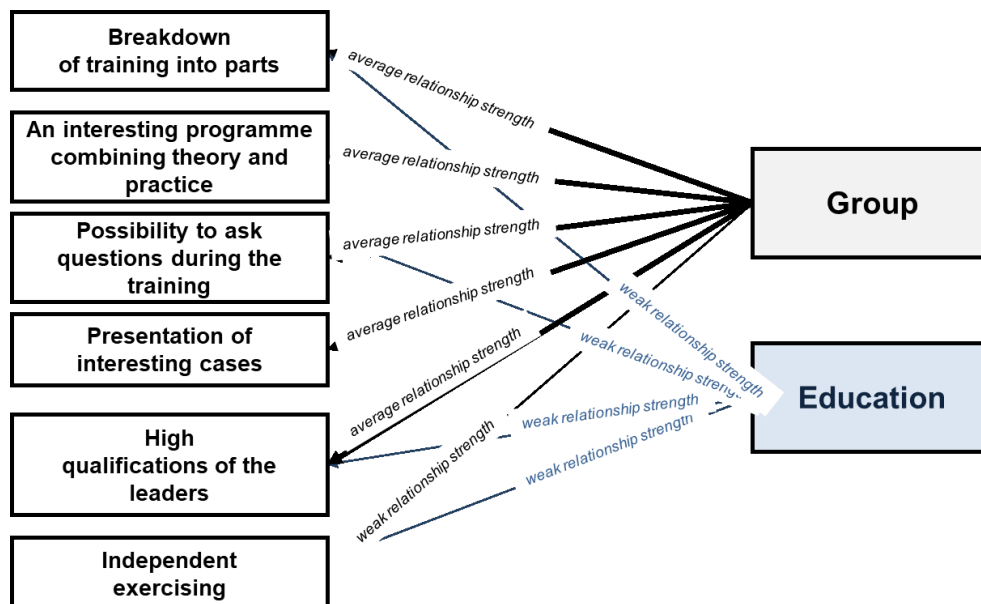 Breakdown
of training into parts
An interesting programme
combining theory and
practice
Possibility to ask
questions during the
training
Presentation of
interesting cases
High
qualifications of the
leaders
Independent
exercising
average relationship strength
average relationship strength
average relationship strength
average relationship strength
average relationship strength
weak relationship strength
weak relationship strength
weak relationship strength
weak relationship strength
weak relationship strength
Group
Education